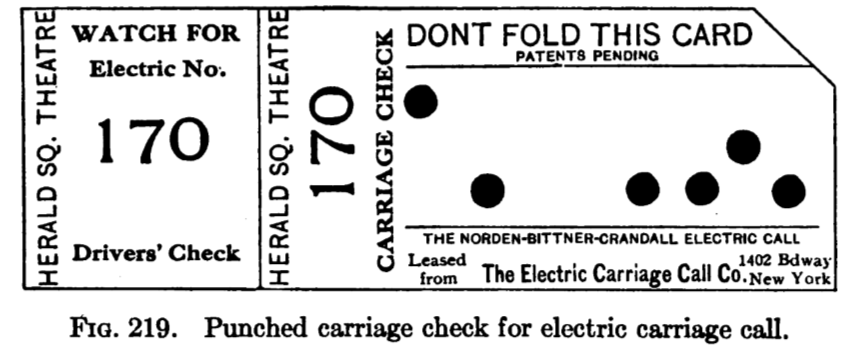 HERALD SQ. THEATRE
WATCH FOR
Electric No.
170
Drivers' Check
HERALD SQ. THEATRE
170
CARRIAGE CHECK
DONT FOLD THIS CARD
PATENTS PENDING
THE NORDEN-BITTNER-CRANDALL ELECTRIC CALL
Leased from The Electric Carriage Call Co. 1402 Bdway New York
FIG. 219. Punched carriage check for electric carriage call.